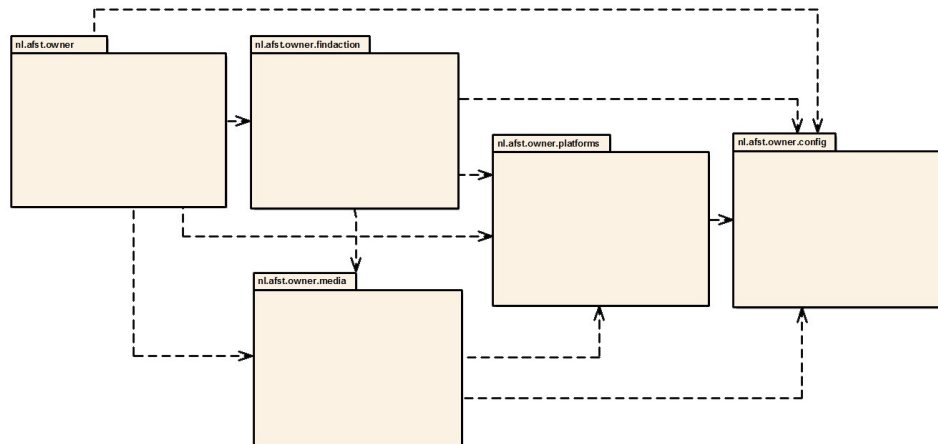 nl.afst.owner
nl.afst.owner.findaction
nl.afst.owner.platforms
nl.afst.owner.config
nl.afst.owner.media